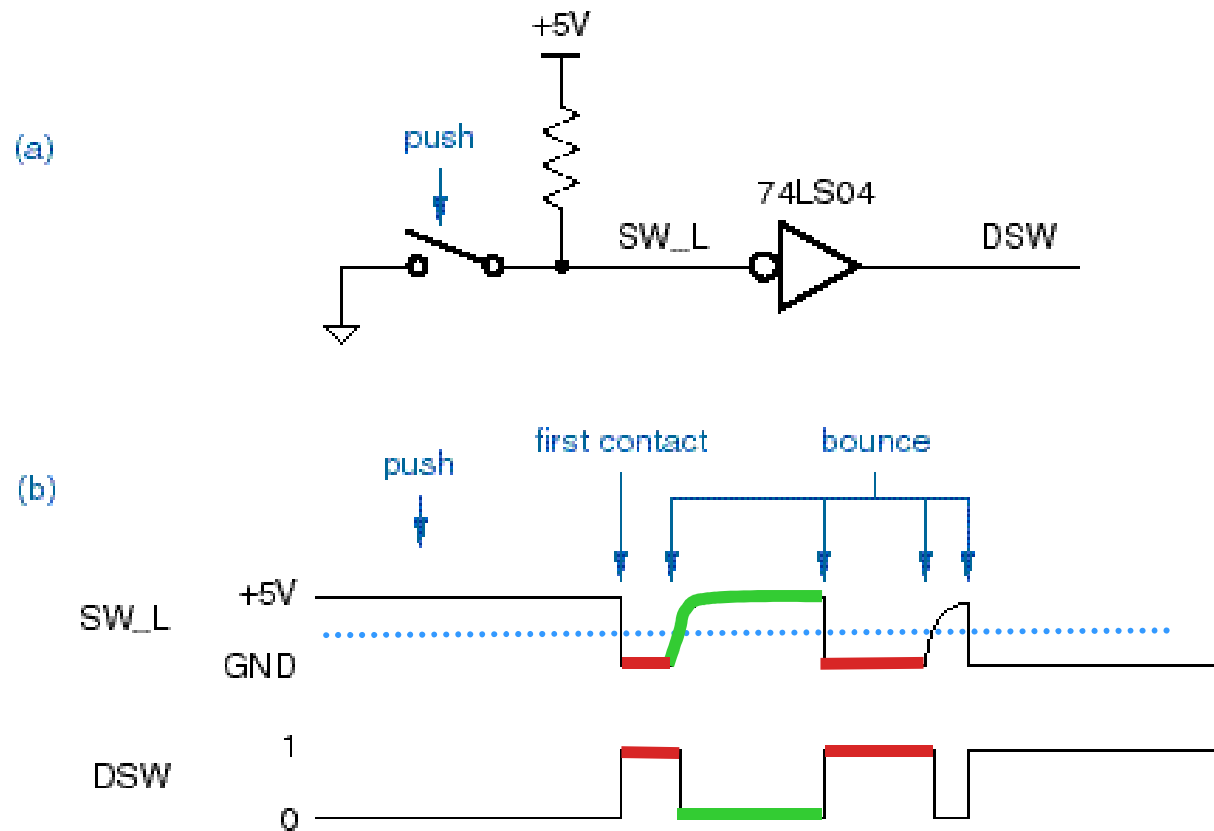 +5V
(a)
push
74LS04
SW_L
DSW
first contact
bounce
push
(b)
+5V
SW_L
GND
1
DSW
0